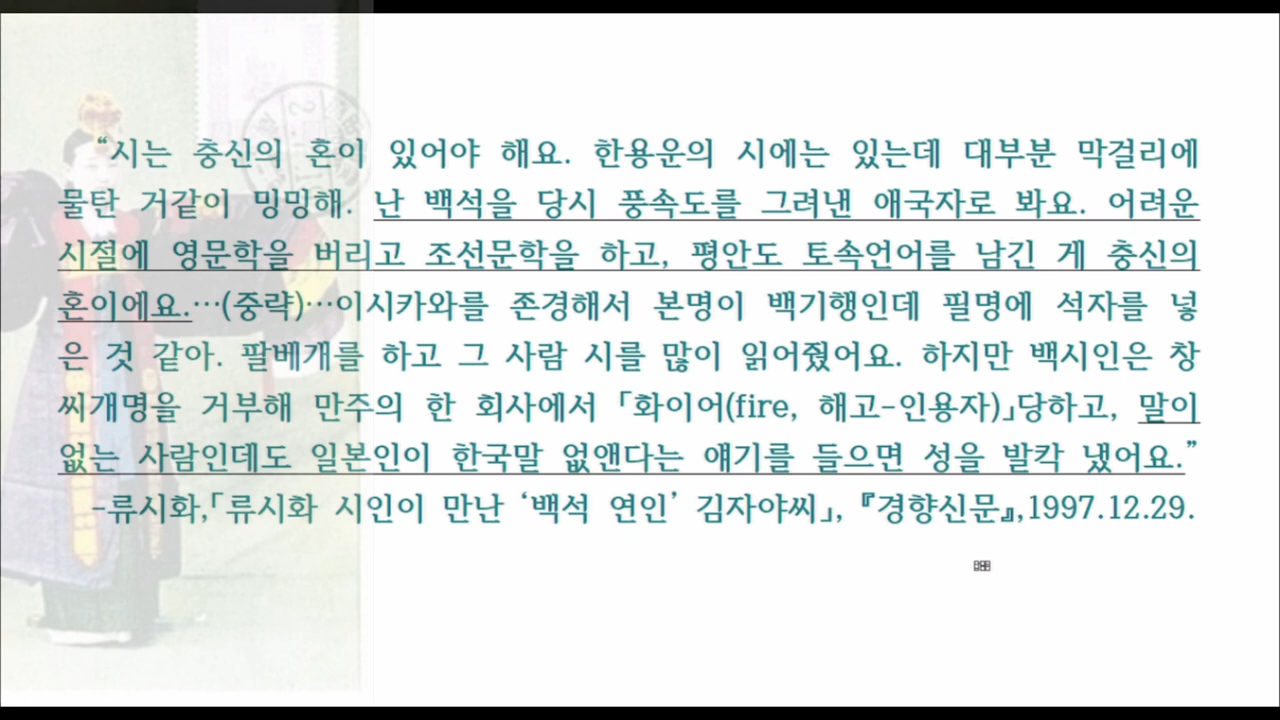 “시는 충신의 혼이 있어야 해요. 한용운의 시에는 있는데 대부분 막걸리에
물탄 거같이 밍밍해. 난 백석을 당시 풍속도를 그려낸 애국자로 봐요. 어려운
시절에 영문학을 버리고 조선문학을 하고, 평안도 토속언어를 남긴 게 충신의
혼이에요.…(중략)…이시카와를 존경해서 본명이 백기행인데 필명에 석자를 넣
은 것 같아. 팔베개를 하고 그 사람 시를 많이 읽어줬어요. 하지만 백시인은 창
씨개명을 거부해 만주의 한 회사에서 「화이어(fire, 해고-인용자)」당하고, 말이
없는 사람인데도 일본인이 한국말 없앤다는 얘기를 들으면 성을 발칵 냈어요.”
-류시화,「류시화 시인이 만난 ‘백석 연인’ 김자야씨」, 『경향신문』,1997.12.29.